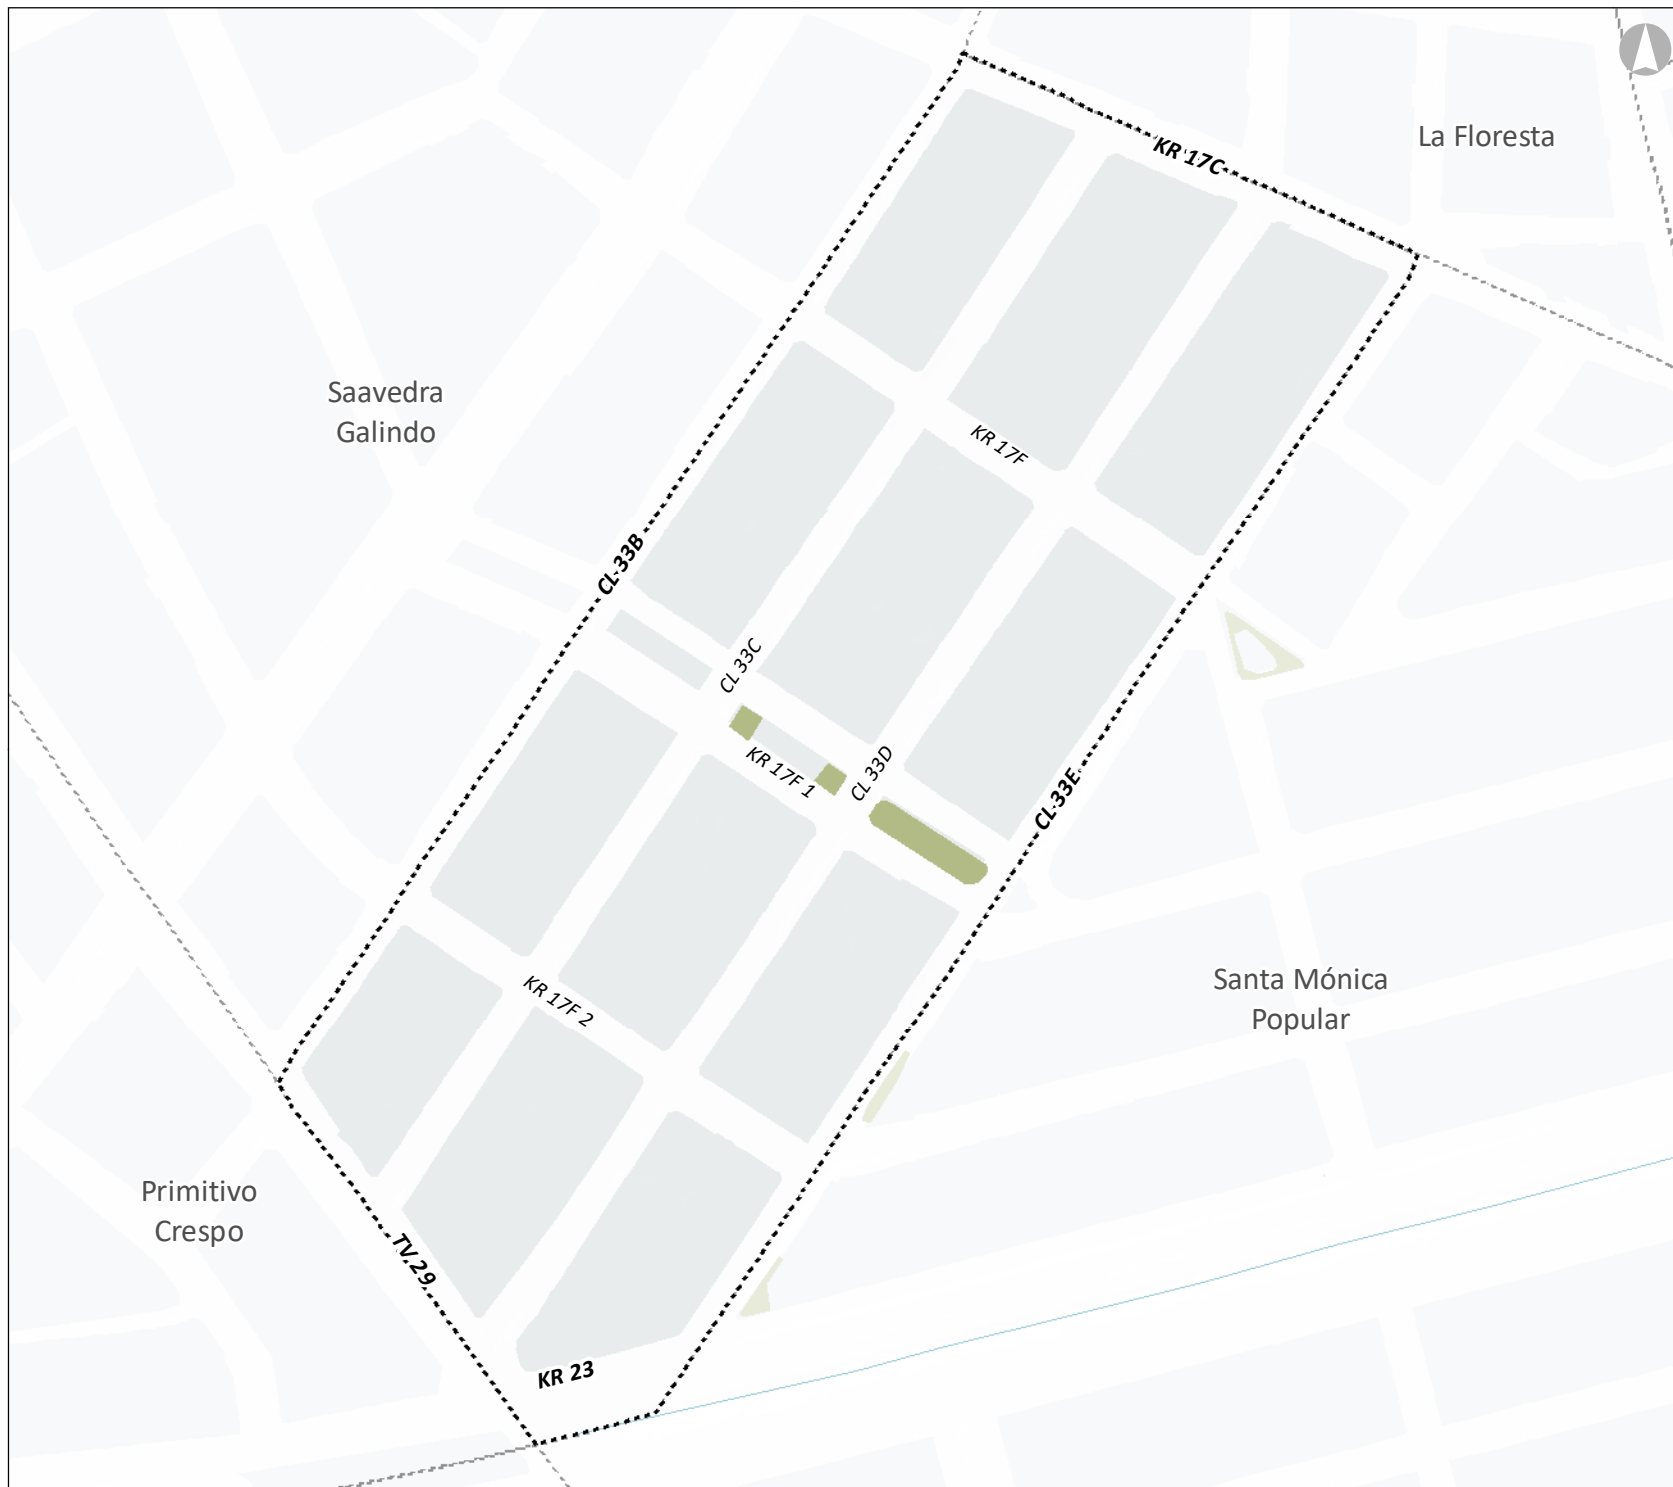 La Floresta
KR 17C
Saavedra
Galindo
KR 17F
CL 33B
CL 33C
KR 17F 1
CL 33D
CL 33E
Santa Mónica
Popular
KR 17F 2
Primitivo
Crespo
TV 29
KR 23